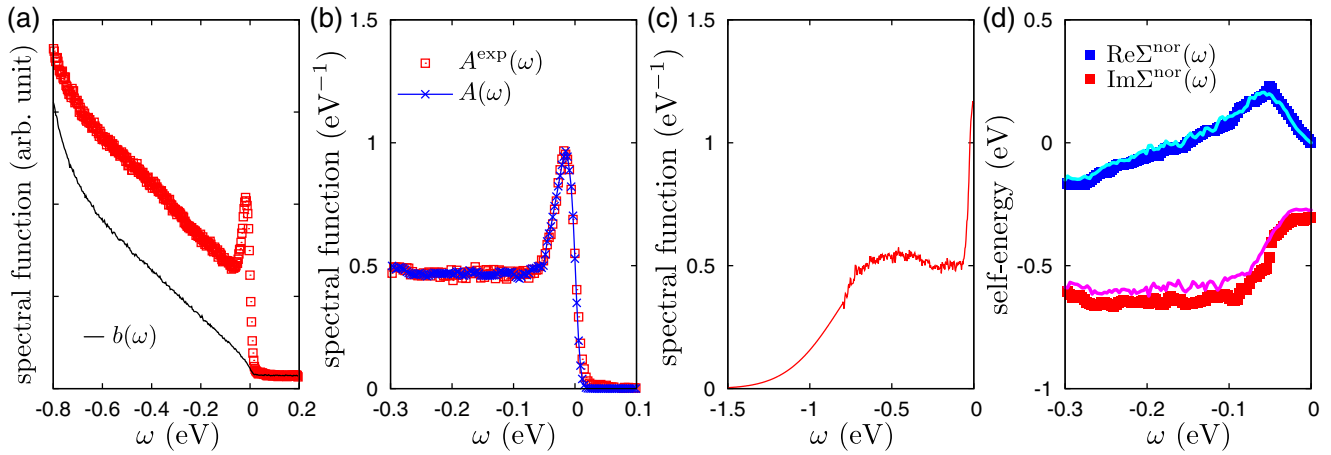 (a)
spectral function (arb. unit)
b(ω)
-0.8 -0.6 -0.4 -0.2 0 0.2
ω (eV)
(b)
spectral function (eV⁻¹)
1.5
1
0.5
0
A^exp(ω)
A(ω)
-0.3 -0.2 -0.1 0 0.1
ω (eV)
(c)
spectral function (eV⁻¹)
1.5
1
0.5
0
-1.5 -1 -0.5 0
ω (eV)
(d)
self-energy (eV)
0.5
0
-0.5
-1
ReΣ^nor(ω)
ImΣ^nor(ω)
-0.3 -0.2 -0.1 0
ω (eV)